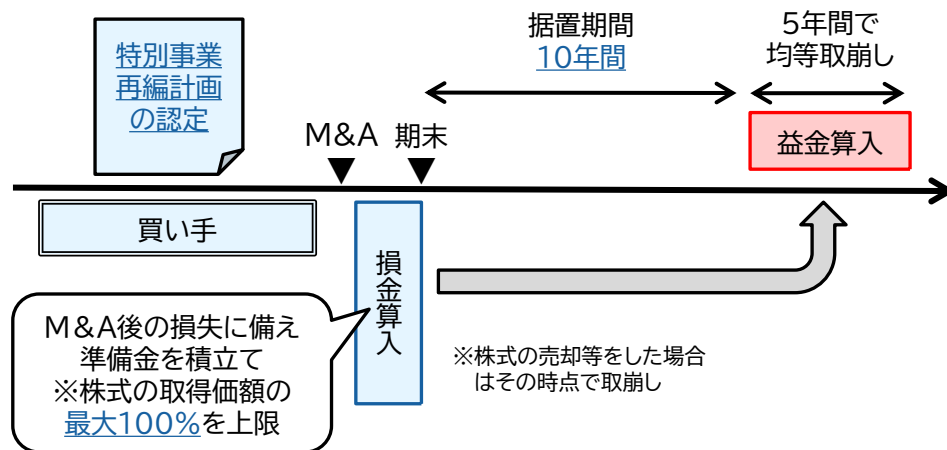 特別事業
再編計画
の認定
M&A
期末
据置期間
10年間
5年間で
均等取崩し
益金算入
買い手
損金算入
M&A後の損失に備え
準備金を積立て
※株式の取得価額の
最大100%を上限
※株式の売却等をした場合
はその時点で取崩し